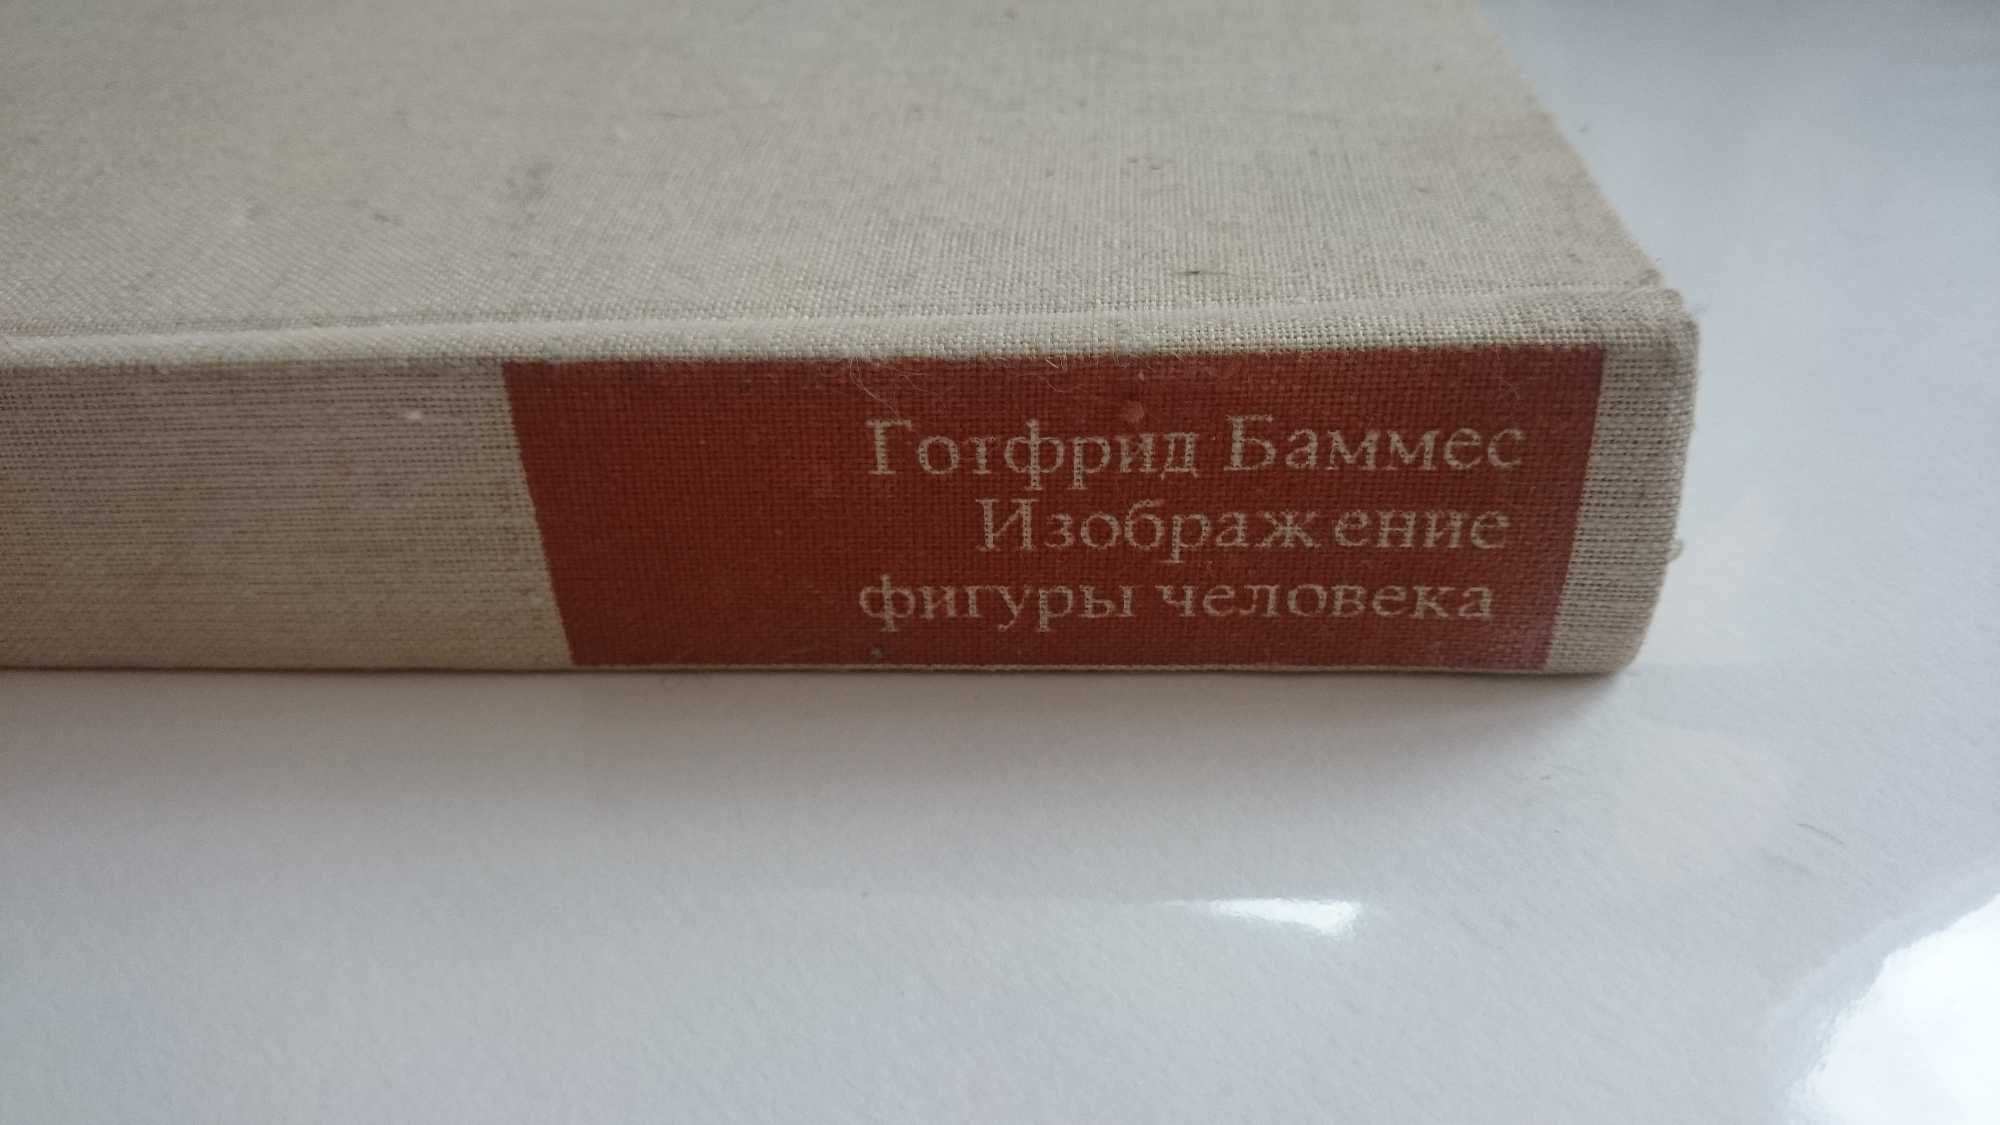 Готфрид Баммес
Изображение
фигуры человека